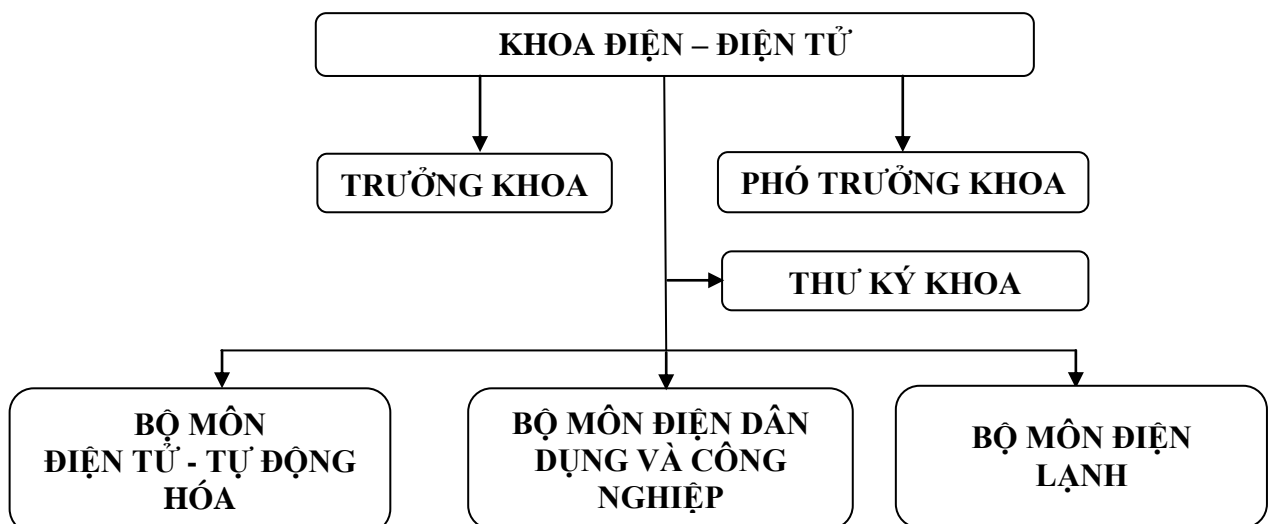 KHOA ĐIỆN – ĐIỆN TỬ
TRƯỞNG KHOA
PHÓ TRƯỞNG KHOA
THƯ KÝ KHOA
BỘ MÔN
ĐIỆN TỬ - TỰ ĐỘNG
HÓA
BỘ MÔN ĐIỆN DÂN
DỤNG VÀ CÔNG
NGHIỆP
BỘ MÔN ĐIỆN
LẠNH